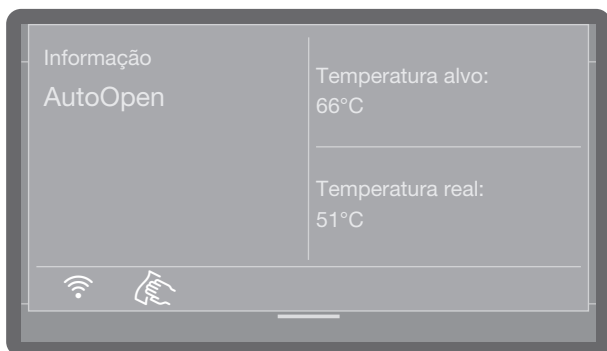 Informação
AutoOpen
Temperatura alvo:
66°C
Temperatura real:
51°C